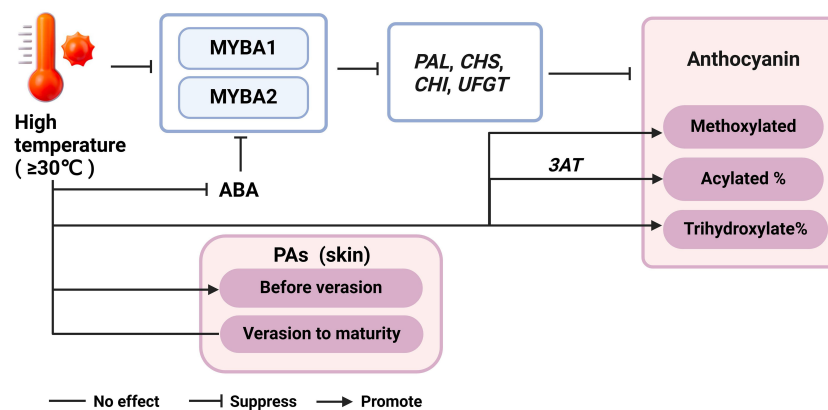 MYBA1
MYBA2
PAL, CHS,
CHI, UFGT
Anthocyanin
Methoxylated
Acylated %
Trihydroxylate%
High
temperature
( ≥30℃ )
ABA
3AT
PAs (skin)
Before verasion
Verasion to maturity
No effect
Suppress
Promote